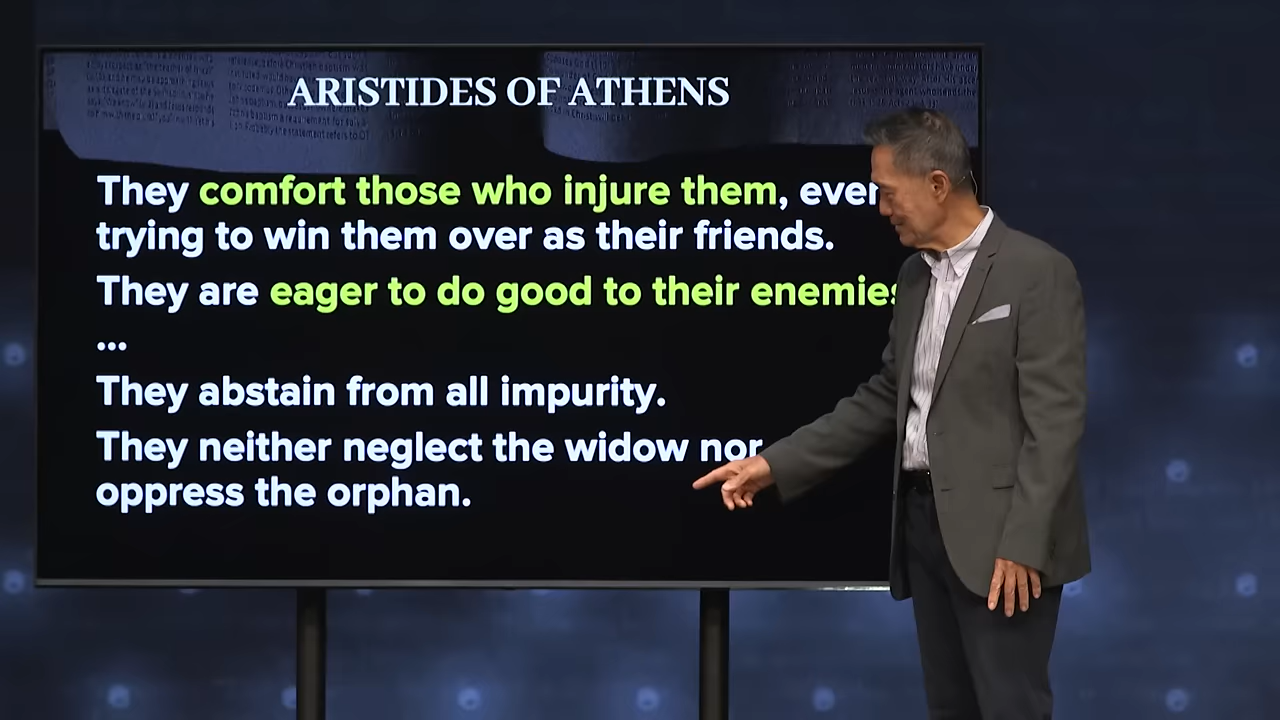 ARISTIDES OF ATHENS
They comfort those who injure them, even
trying to win them over as their friends.
They are eager to do good to their enemies
...
They abstain from all impurity.
They neither neglect the widow nor
oppress the orphan.